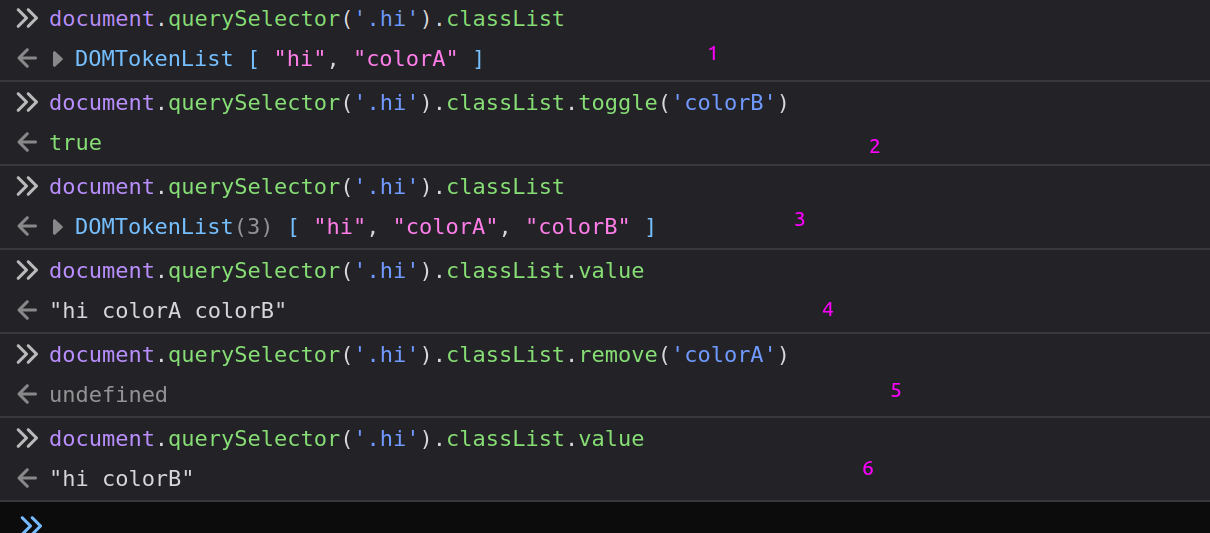 document.querySelector('.hi').classList
DOMTokenList [ "hi", "colorA" ]
1
document.querySelector('.hi').classList.toggle('colorB')
true
2
document.querySelector('.hi').classList
DOMTokenList(3) [ "hi", "colorA", "colorB" ]
3
document.querySelector('.hi').classList.value
"hi colorA colorB"
4
document.querySelector('.hi').classList.remove('colorA')
undefined
5
document.querySelector('.hi').classList.value
"hi colorB"
6